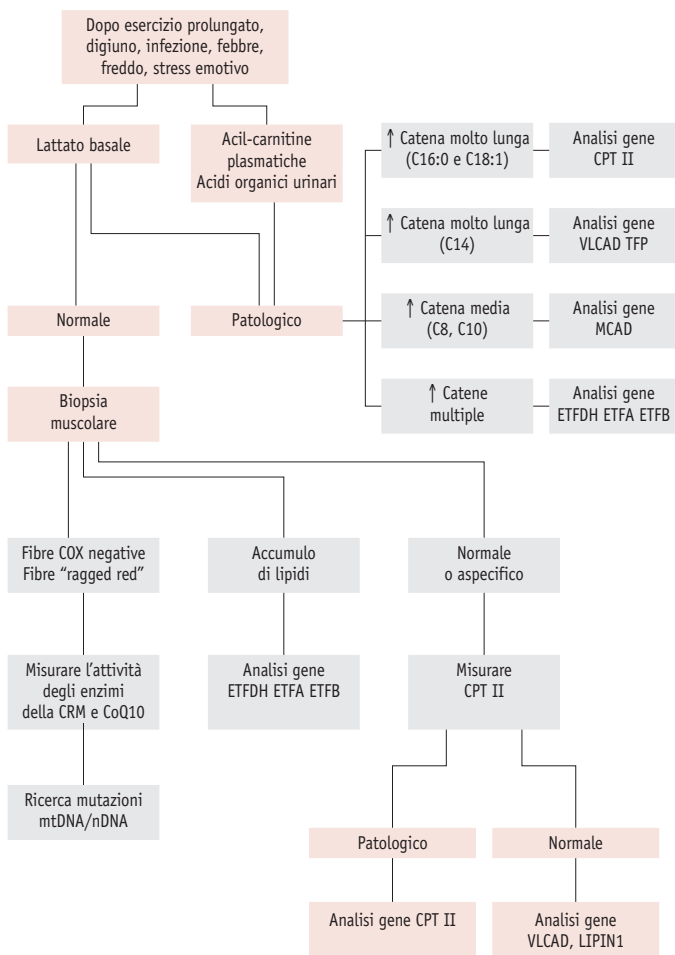 Dopo esercizio prolungato,
digiuno, infezione, febbre,
freddo, stress emotivo
Lattato basale
Acil-carnitine
plasmatiche
Acidi organici urinari
↑ Catena molto lunga
(C16:0 e C18:1)
Analisi gene
CPT II
↑ Catena molto lunga
(C14)
Analisi gene
VLCAD TFP
Normale
Patologico
↑ Catena media
(C8, C10)
Analisi gene
MCAD
↑ Catene
multiple
Analisi gene
ETFDH ETFA ETFB
Biopsia
muscolare
Fibre COX negative
Fibre “ragged red”
Accumulo
di lipidi
Normale
o aspecifico
Misurare l’attività
degli enzimi
della CRM e CoQ10
Analisi gene
ETFDH ETFA ETFB
Misurare
CPT II
Ricerca mutazioni
mtDNA/nDNA
Patologico
Normale
Analisi gene CPT II
Analisi gene
VLCAD, LIPIN1